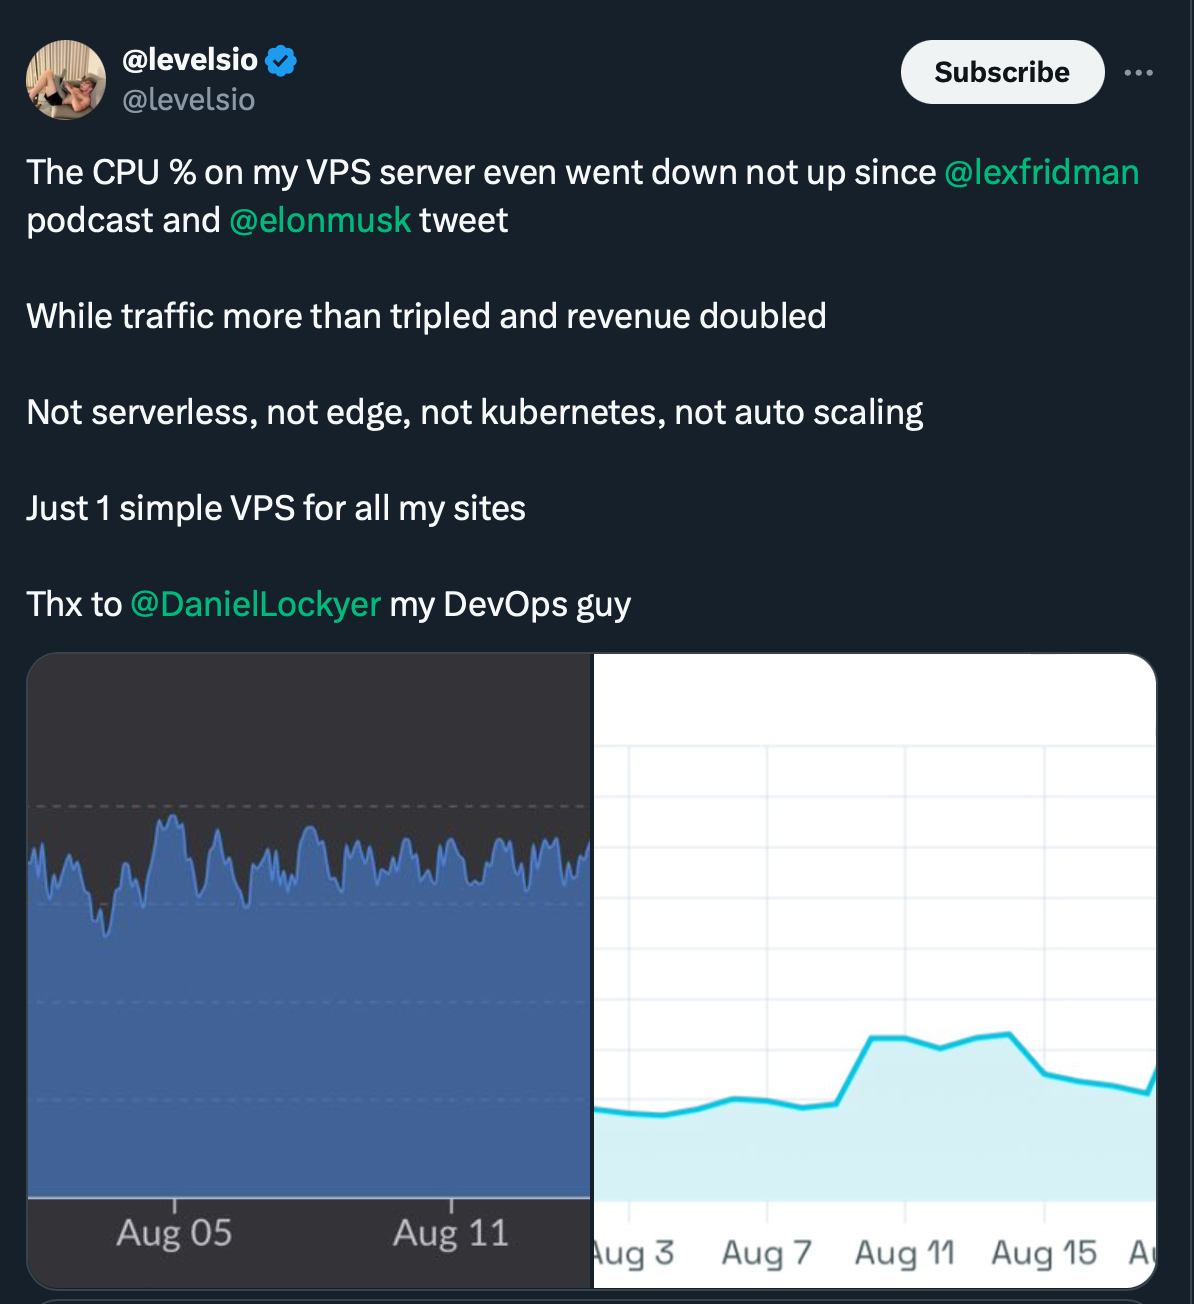 @levelsio
@levelsio
Subscribe
The CPU % on my VPS server even went down not up since @lexfridman
podcast and @elonmusk tweet
While traffic more than tripled and revenue doubled
Not serverless, not edge, not kubernetes, not auto scaling
Just 1 simple VPS for all my sites
Thx to @DanielLockyer my DevOps guy
Aug 05 Aug 11
Aug 3 Aug 7 Aug 11 Aug 15